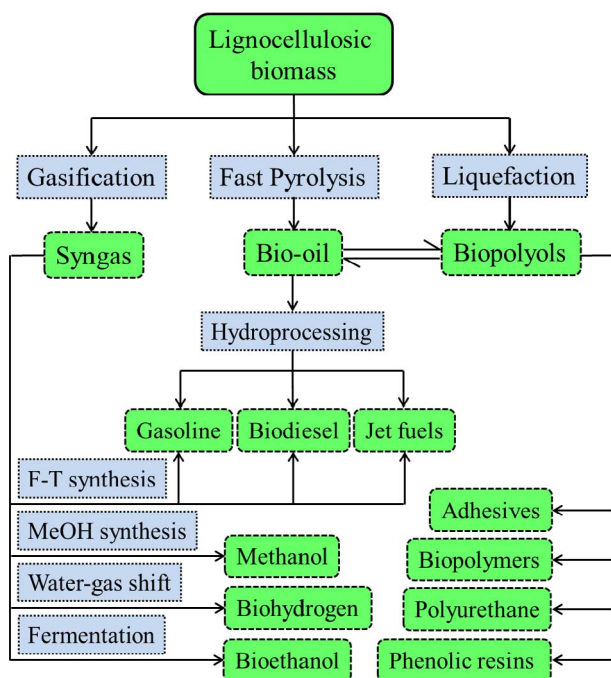 Lignocellulosic
biomass
Gasification
Fast Pyrolysis
Liquefaction
Syngas
Bio-oil
Biopolyols
Hydroprocessing
Gasoline
Biodiesel
Jet fuels
F-T synthesis
Adhesives
MeOH synthesis
Methanol
Biopolymers
Water-gas shift
Biohydrogen
Polyurethane
Fermentation
Bioethanol
Phenolic resins